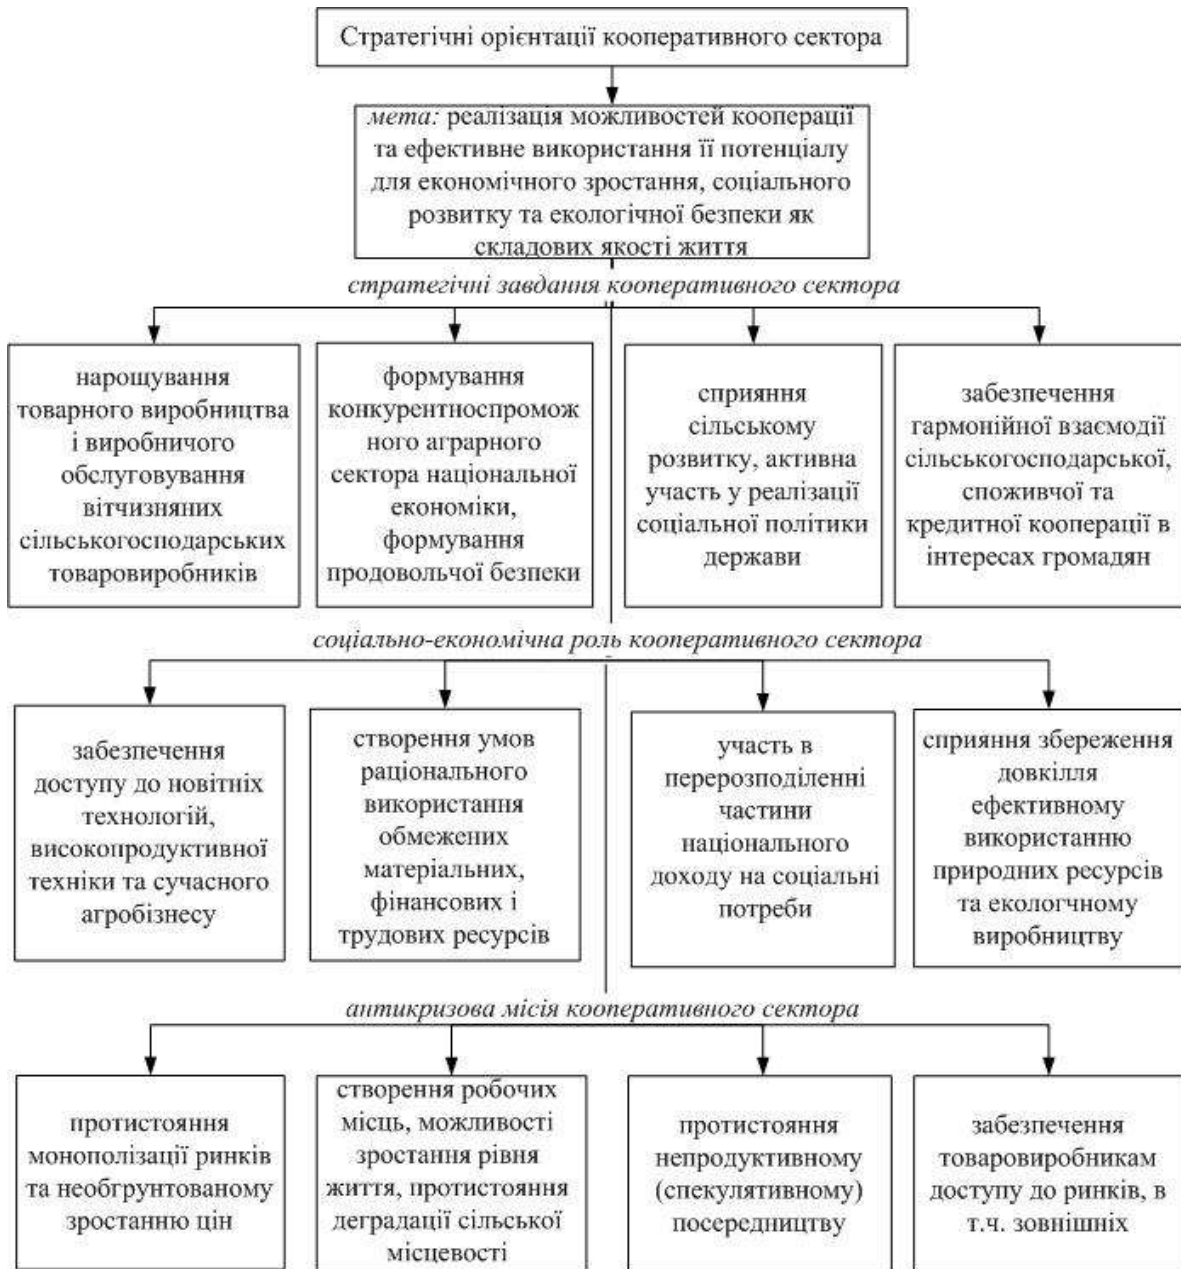 Стратегічні орієнтації кооперативного сектора
мета: реалізація можливостей кооперації
та ефективне використання її потенціалу
для економічного зростання, соціального
розвитку та екологічної безпеки як
складових якості життя
стратегічні завдання кооперативного сектора
нарощування
товарного виробництва
і виробничого
обслуговування
вітчизняних
сільськогосподарських
товаровиробників
формування
конкурентноспромож
ного аграрного
сектора національної
економіки,
формування
продовольчої безпеки
сприяння
сільському
розвитку, активна
участь у реалізації
соціальної політики
держави
забезпечення
гармонійної взаємодії
сільськогосподарської,
споживчої та
кредитної кооперації в
інтересах громадян
соціально-економічна роль кооперативного сектора
забезпечення
доступу до новітніх
технологій,
високопродуктивної
техніки та сучасного
агробізнесу
створення умов
раціонального
використання
обмежених
матеріальних,
фінансових і
трудових ресурсів
участь в
перерозподіленні
частини
національного
доходу на соціальні
потреби
сприяння збереження
довкілля
ефективному
використанню
природних ресурсів
та екологчному
виробництву
антикризова місія кооперативного сектора
протистояння
монополізації ринків
та необгрунтованому
зростанню цін
створення робочих
місць, можливості
зростання рівня
життя, протистояння
деградації сільської
місцевості
протистояння
непродуктивному
(спекулятивному)
посередництву
забезпечення
товаровиробникам
доступу до ринків, в
т.ч. зовнішніх